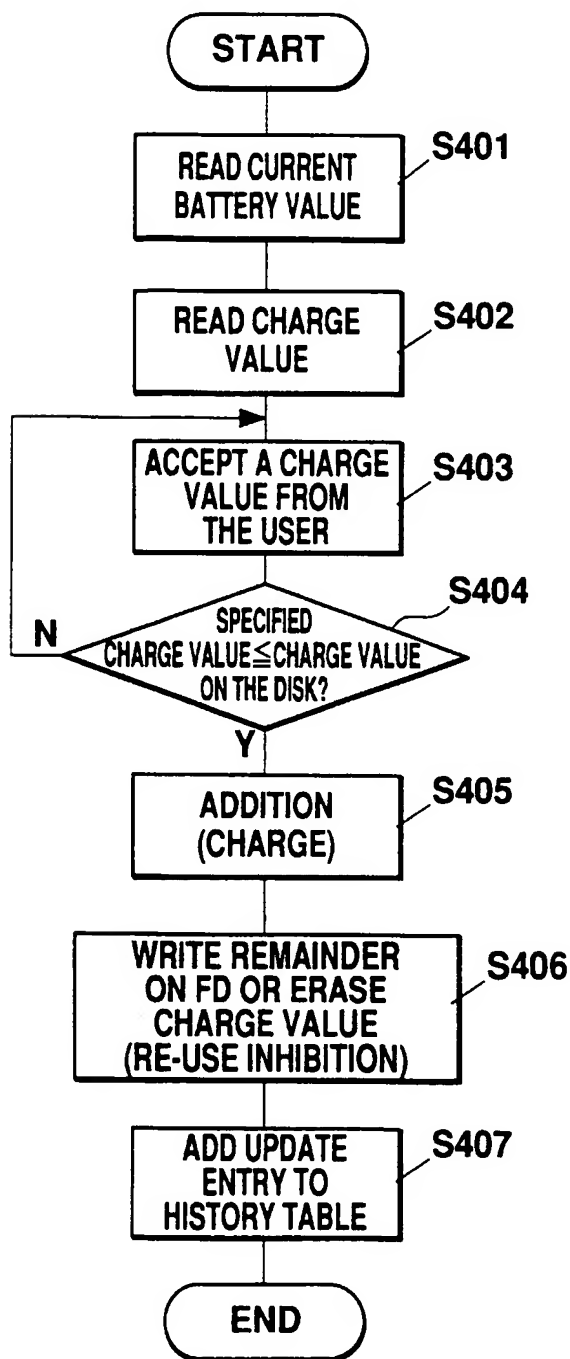 START
S401
READ CURRENT
BATTERY VALUE
S402
READ CHARGE
VALUE
S403
ACCEPT A CHARGE
VALUE FROM
THE USER
S404
N
SPECIFIED
CHARGE VALUE≦CHARGE VALUE
ON THE DISK?
Y
S405
ADDITION
(CHARGE)
S406
WRITE REMAINDER
ON FD OR ERASE
CHARGE VALUE
(RE-USE INHIBITION)
S407
ADD UPDATE
ENTRY TO
HISTORY TABLE
END